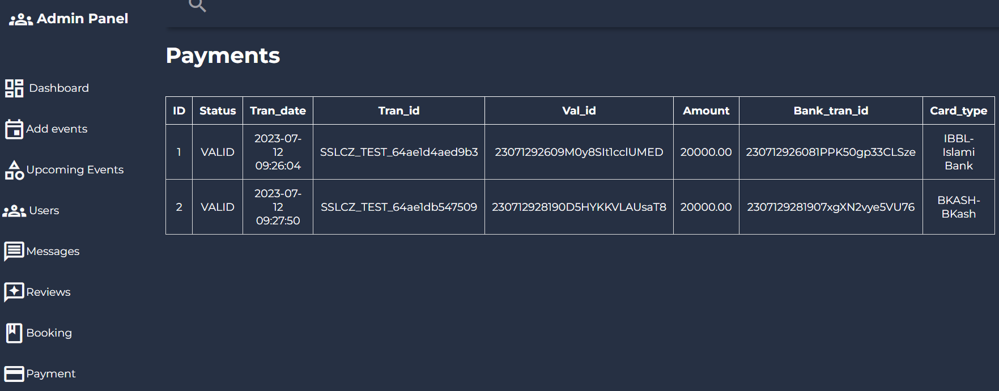 Admin Panel
Dashboard
Add events
Upcoming Events
Users
Messages
Reviews
Booking
Payment
Payments
ID Status Tran_date Tran_id Val_id Amount Bank_tran_id Card_type
1 VALID 2023-07-12 09:26:04 SSLCZ_TEST_64ae1d4aed9b3 23071292609M0y8SIt1cclUMED 20000.00 230712926081PPK50gp33CLSze IBBL-Islami Bank
2 VALID 2023-07-12 09:27:50 SSLCZ_TEST_64ae1db547509 230712928190D5HYKKVLAUsaT8 20000.00 2307129281907xgXN2vye5VU76 BKASH-BKash